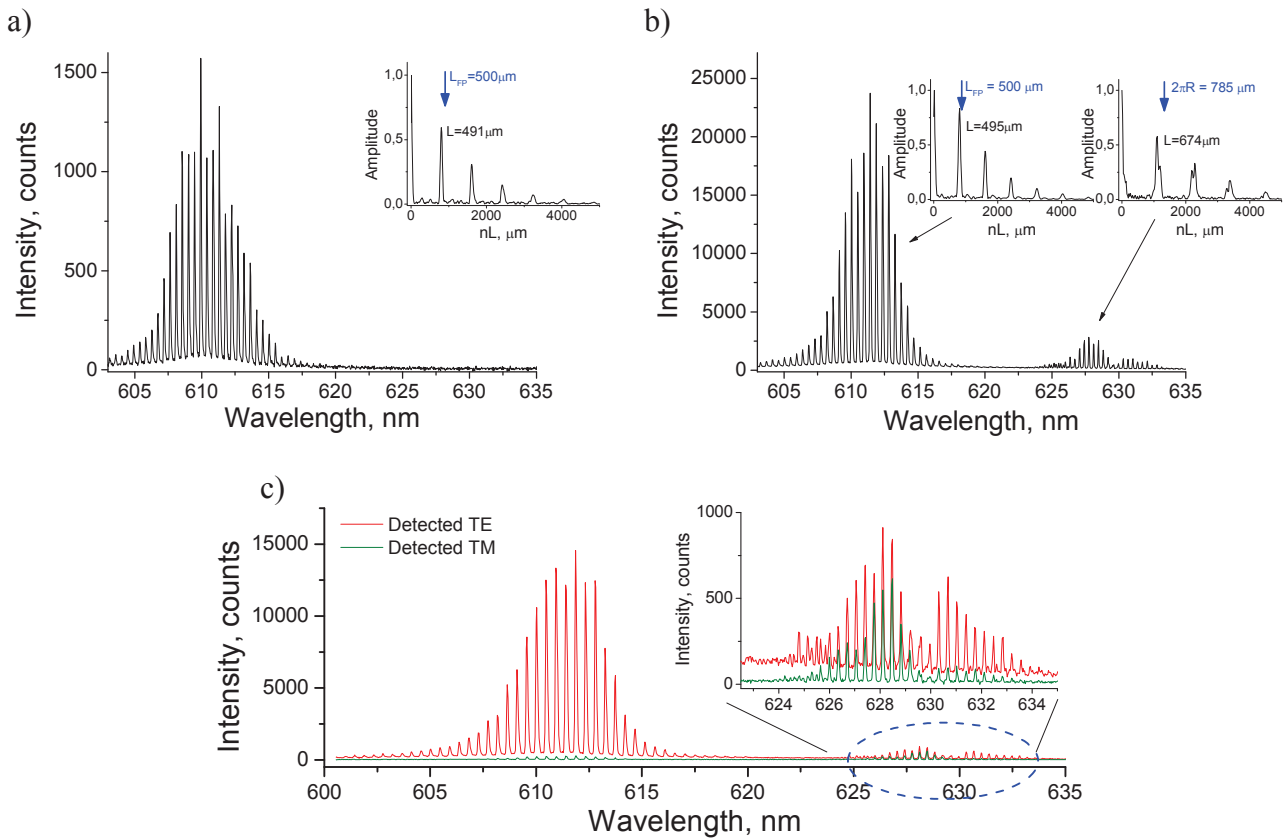 a)
Intensity, counts
1500
1000
500
0
605 610 615 620 625 630 635
Wavelength, nm
Amplitude
1,0
0,5
0,0
0 2000 4000
nL, μm
L_FP=500μm
L=491μm
b)
Intensity, counts
25000
22500
20000
17500
15000
12500
10000
7500
5000
2500
0
605 610 615 620 625 630 635
Wavelength, nm
Amplitude
1,0
0,5
0,0
0 2000 4000
nL, μm
L_FP = 500 μm
L=495μm
Amplitude
1,0
0,5
0,0
0 2000 4000
nL, μm
2πR = 785 μm
L=674μm
c)
Intensity, counts
15000
10000
5000
0
600 605 610 615 620 625 630 635
Wavelength, nm
Detected TE
Detected TM
Intensity, counts
1000
500
0
624 626 628 630 632 634